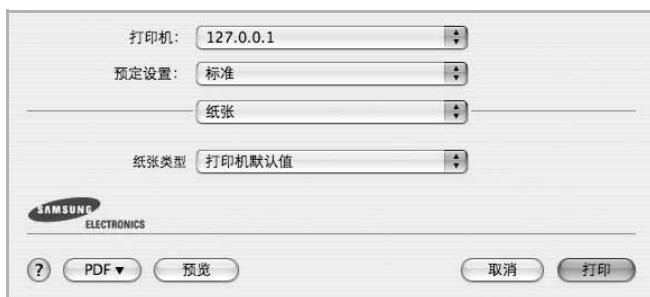 打印机： 127.0.0.1
预定设置： 标准
纸张
纸张类型 打印机默认值
SAMSUNG
ELECTRONICS
? PDF▼ 预览 取消 打印